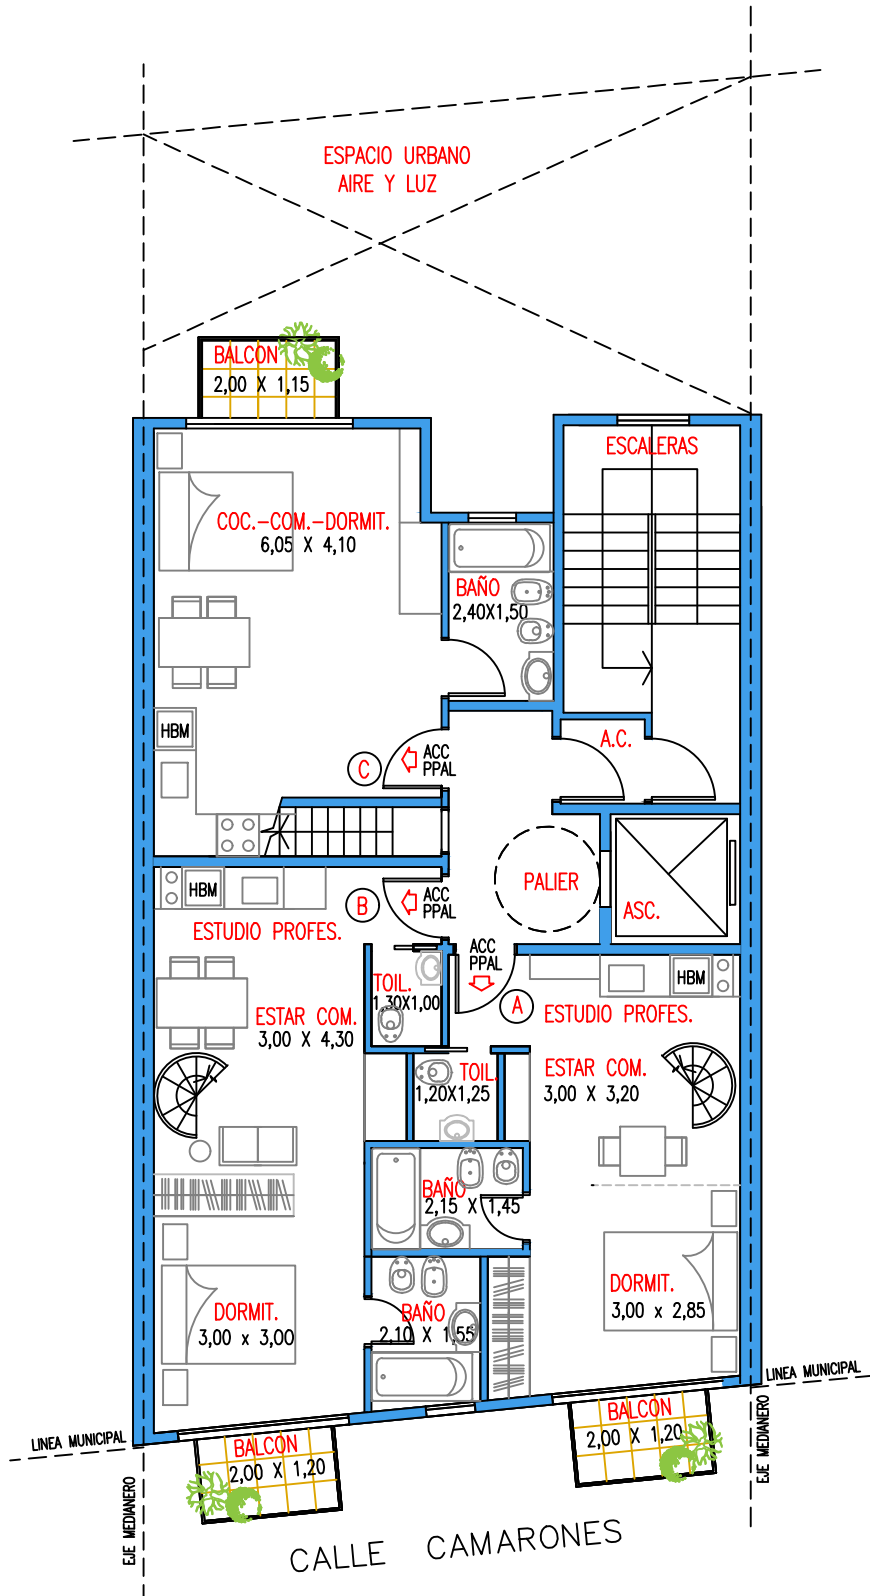 ESPACIO URBANO
AIRE Y LUZ
BALCON
2,00 X 1,15
ESCALERAS
COC.-COM.-DORMIT.
6,05 X 4,10
BAÑO
2,40X1,50
HBM
A.C.
C
ACC
PPAL
HBM
B
ACC
PPAL
PALIER
ASC.
ESTUDIO PROFES.
ACC
PPAL
TOIL.
1,30X1,00
HBM
A
ESTUDIO PROFES.
ESTAR COM.
3,00 X 4,30
TOIL.
1,20X1,25
ESTAR COM.
3,00 X 3,20
BAÑO
2,15 X 1,45
DORMIT.
3,00 x 2,85
DORMIT.
3,00 x 3,00
BAÑO
2,10 X 1,55
LINEA MUNICIPAL
BALCON
2,00 X 1,20
EJE MEDIANERO
LINEA MUNICIPAL
BALCON
2,00 X 1,20
EJE MEDIANERO
CALLE CAMARONES